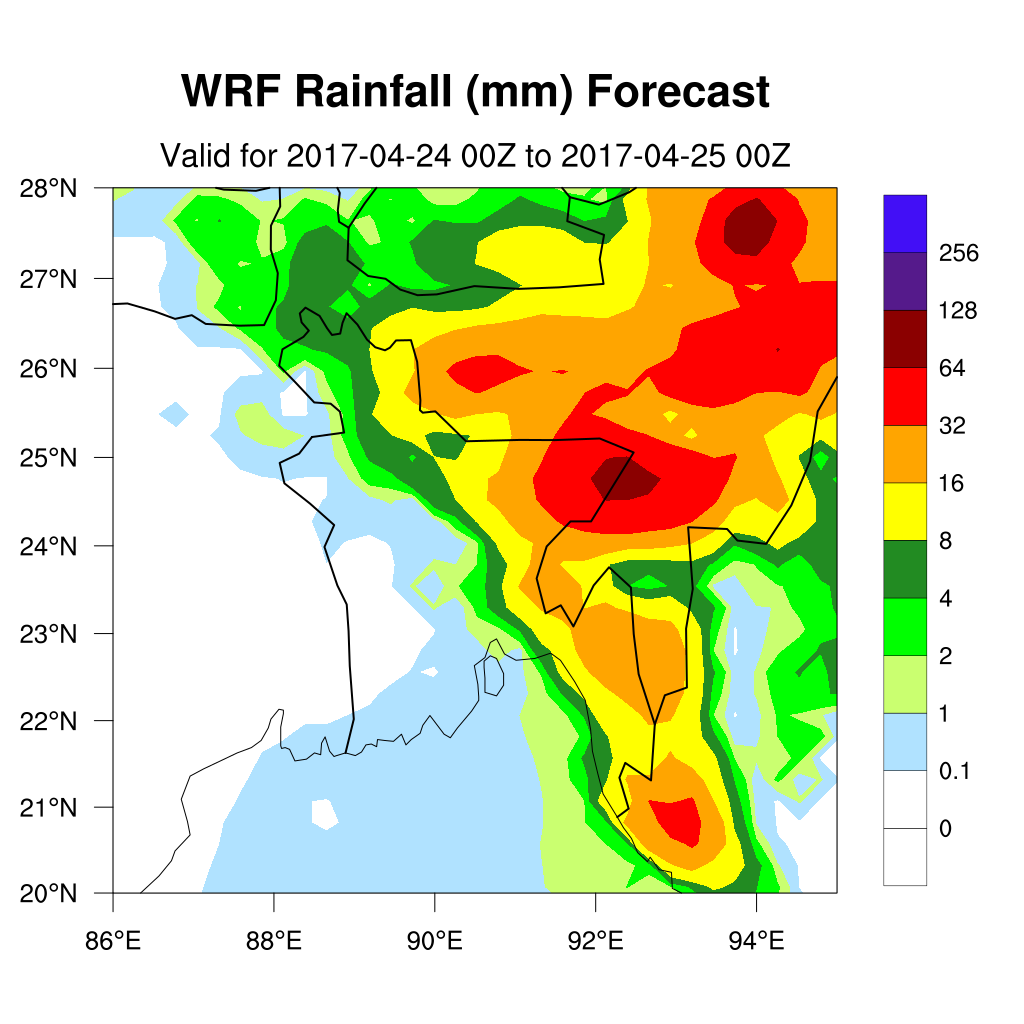 WRF Rainfall (mm) Forecast
Valid for 2017-04-24 00Z to 2017-04-25 00Z
28°N
27°N
26°N
25°N
24°N
23°N
22°N
21°N
20°N
86°E 88°E 90°E 92°E 94°E
256
128
64
32
16
8
4
2
1
0.1
0